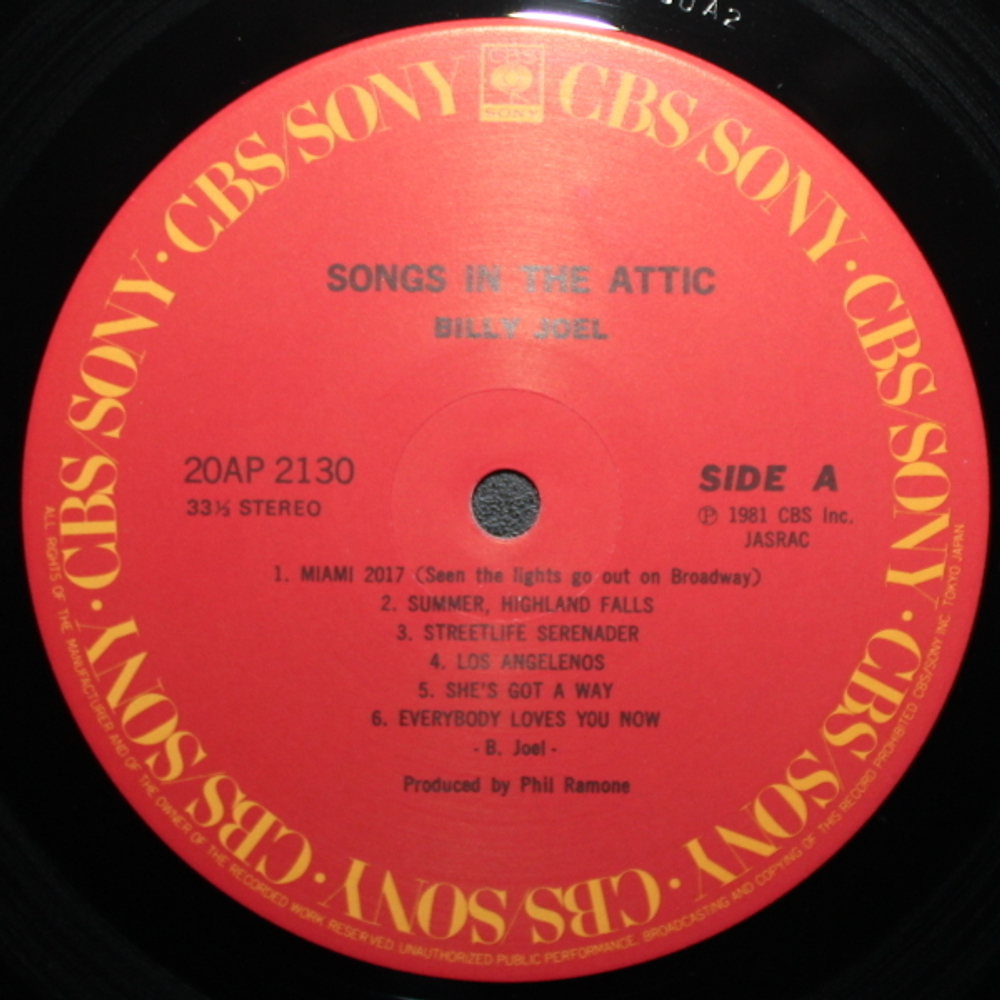 CBS
SONY
CBS/SONY · CBS/SONY · CBS/SONY · CBS/SONY · CBS/SONY · CBS/SONY · CBS/SONY · CBS/SONY
SONGS IN THE ATTIC
BILLY JOEL
20AP 2130
33⅓ STEREO
SIDE A
Ⓟ 1981 CBS Inc.
JASRAC
1. MIAMI 2017 (Seen the lights go out on Broadway)
2. SUMMER, HIGHLAND FALLS
3. STREETLIFE SERENADER
4. LOS ANGELENOS
5. SHE'S GOT A WAY
6. EVERYBODY LOVES YOU NOW
- B. Joel -
Produced by Phil Ramone
ALL RIGHTS OF THE MANUFACTURER AND OF THE OWNER OF THE RECORDED WORK RESERVED UNAUTHORIZED PUBLIC PERFORMANCE, BROADCASTING AND COPYING OF THIS RECORD PROHIBITED CBS/SONY INC. TOKYO JAPAN